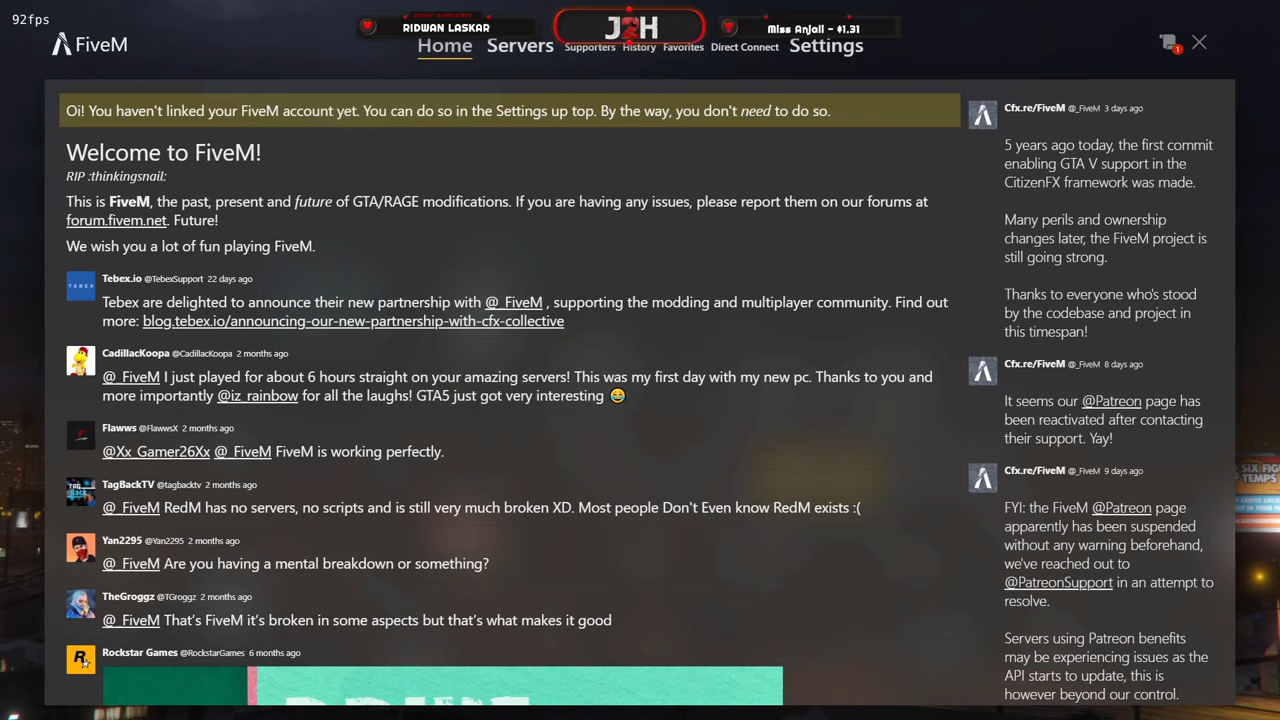 92fps
RECENT SUBSCRIBER
RIDWAN LASKAR
J2H
Miss Anjali - $1.31
FiveM
Home
Servers
Supporters
History
Favorites
Direct Connect
Settings
1
Oi! You haven't linked your FiveM account yet. You can do so in the Settings up top. By the way, you don't need to do so.
Welcome to FiveM!
RIP :thinkingsnail:
This is FiveM, the past, present and future of GTA/RAGE modifications. If you are having any issues, please report them on our forums at
forum.fivem.net. Future!
We wish you a lot of fun playing FiveM.
TEBEX
Tebex.io @TebexSupport 22 days ago
Tebex are delighted to announce their new partnership with @_FiveM , supporting the modding and multiplayer community. Find out
more: blog.tebex.io/announcing-our-new-partnership-with-cfx-collective
CadillacKoopa @CadillacKoopa 2 months ago
@_FiveM I just played for about 6 hours straight on your amazing servers! This was my first day with my new pc. Thanks to you and
more importantly @iz_rainbow for all the laughs! GTA5 just got very interesting 😂
Flawws @FlawwsX 2 months ago
@Xx_Gamer26Xx @_FiveM FiveM is working perfectly.
TagBackTV @tagbacktv 2 months ago
@_FiveM RedM has no servers, no scripts and is still very much broken XD. Most people Don't Even know RedM exists :(
Yan2295 @Yan2295 2 months ago
@_FiveM Are you having a mental breakdown or something?
TheGroggz @TGroggz 2 months ago
@_FiveM That's FiveM it's broken in some aspects but that's what makes it good
Rockstar Games @RockstarGames 6 months ago
Cfx.re/FiveM @_FiveM 3 days ago
5 years ago today, the first commit
enabling GTA V support in the
CitizenFX framework was made.
Many perils and ownership
changes later, the FiveM project is
still going strong.
Thanks to everyone who's stood
by the codebase and project in
this timespan!
Cfx.re/FiveM @_FiveM 8 days ago
It seems our @Patreon page has
been reactivated after contacting
their support. Yay!
Cfx.re/FiveM @_FiveM 9 days ago
FYI: the FiveM @Patreon page
apparently has been suspended
without any warning beforehand,
we've reached out to
@PatreonSupport in an attempt to
resolve.
Servers using Patreon benefits
may be experiencing issues as the
API starts to update, this is
however beyond our control.
SIX FIG
TEMPS